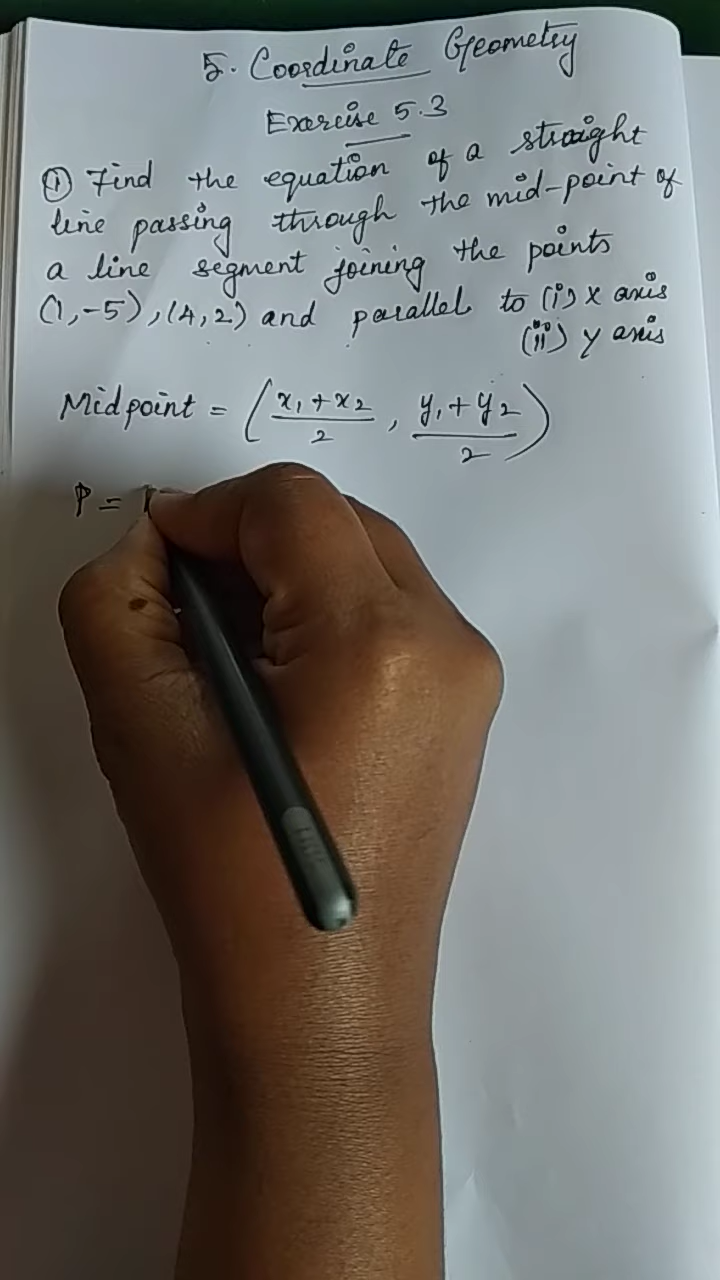 5. Coordinate Geometry
Exercise 5.3
① Find the equation of a straight
line passing through the mid-point of
a line segment joining the points
(1,-5), (4,2) and parallel to (i) X axis
(ii) Y axis
Midpoint = (x₁+x₂/2, y₁+y₂/2)
P =